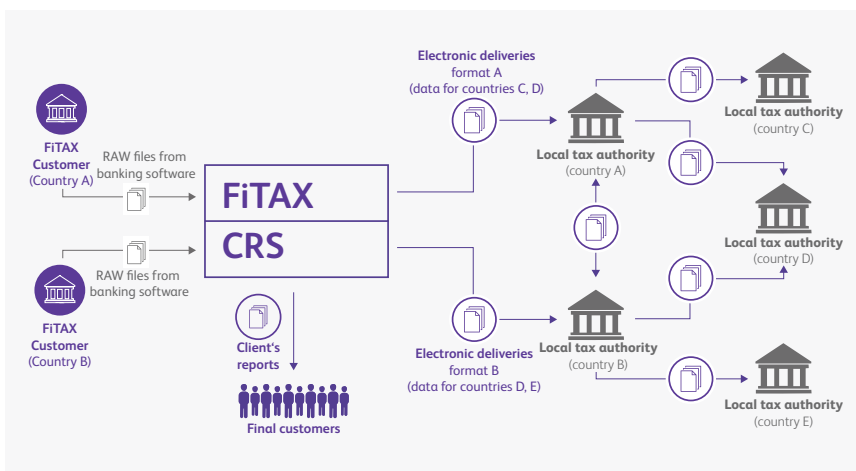 FiTAX
Customer
(Country A)
RAW files from
banking software
FiTAX
CRS
RAW files from
banking software
FiTAX
Customer
(Country B)
Client's
reports
Final customers
Electronic deliveries
format A
(data for countries C, D)
Electronic deliveries
format B
(data for countries D, E)
Local tax authority
(country A)
Local tax authority
(country B)
Local tax authority
(country C)
Local tax authority
(country D)
Local tax authority
(country E)